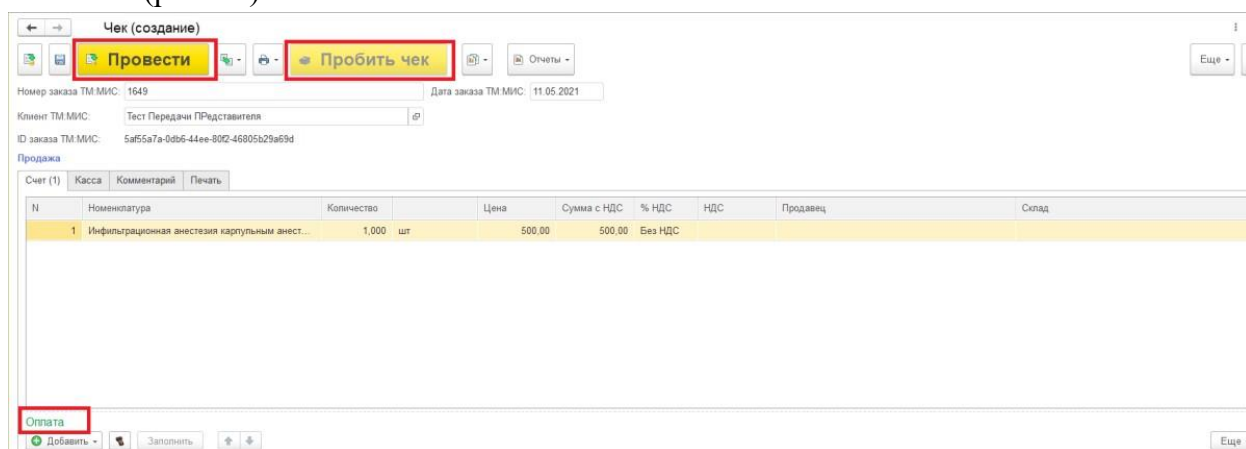 Чек (создание)
Провести Пробить чек Отчеты Еще
Номер заказа ТМ:МИС: 1649 Дата заказа ТМ:МИС: 11.05.2021
Клиент ТМ:МИС: Тест Передачи ПРедставителя
ID заказа ТМ:МИС: 5af55a7a-0db6-44ee-80f2-46805b29a69d
Продажа
Счет (1) Касса Комментарий Печать
N Номенклатура Количество Цена Сумма с НДС % НДС НДС Продавец Склад
1 Инфильтрационная анестезия карпульным анест... 1,000 шт 500,00 500,00 Без НДС
Оплата
Добавить Заполнить Еще